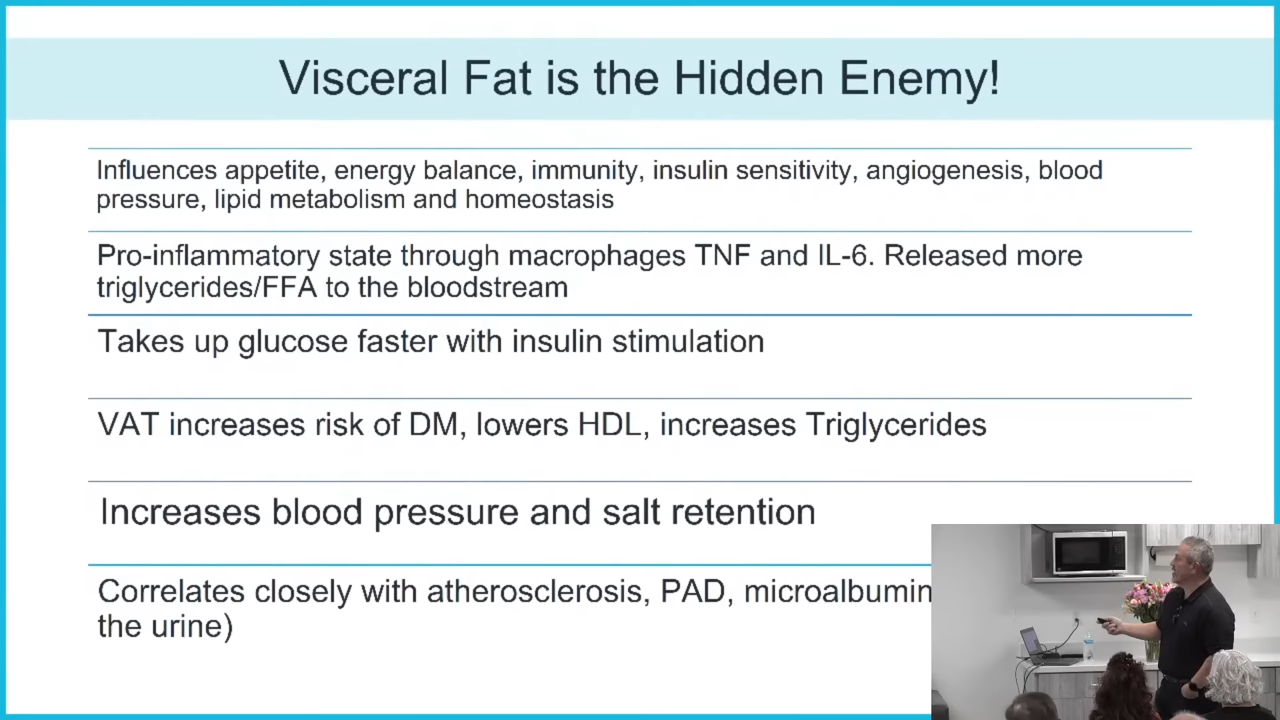 Visceral Fat is the Hidden Enemy!
Influences appetite, energy balance, immunity, insulin sensitivity, angiogenesis, blood
pressure, lipid metabolism and homeostasis
Pro-inflammatory state through macrophages TNF and IL-6. Released more
triglycerides/FFA to the bloodstream
Takes up glucose faster with insulin stimulation
VAT increases risk of DM, lowers HDL, increases Triglycerides
Increases blood pressure and salt retention
Correlates closely with atherosclerosis, PAD, microalbumin
the urine)